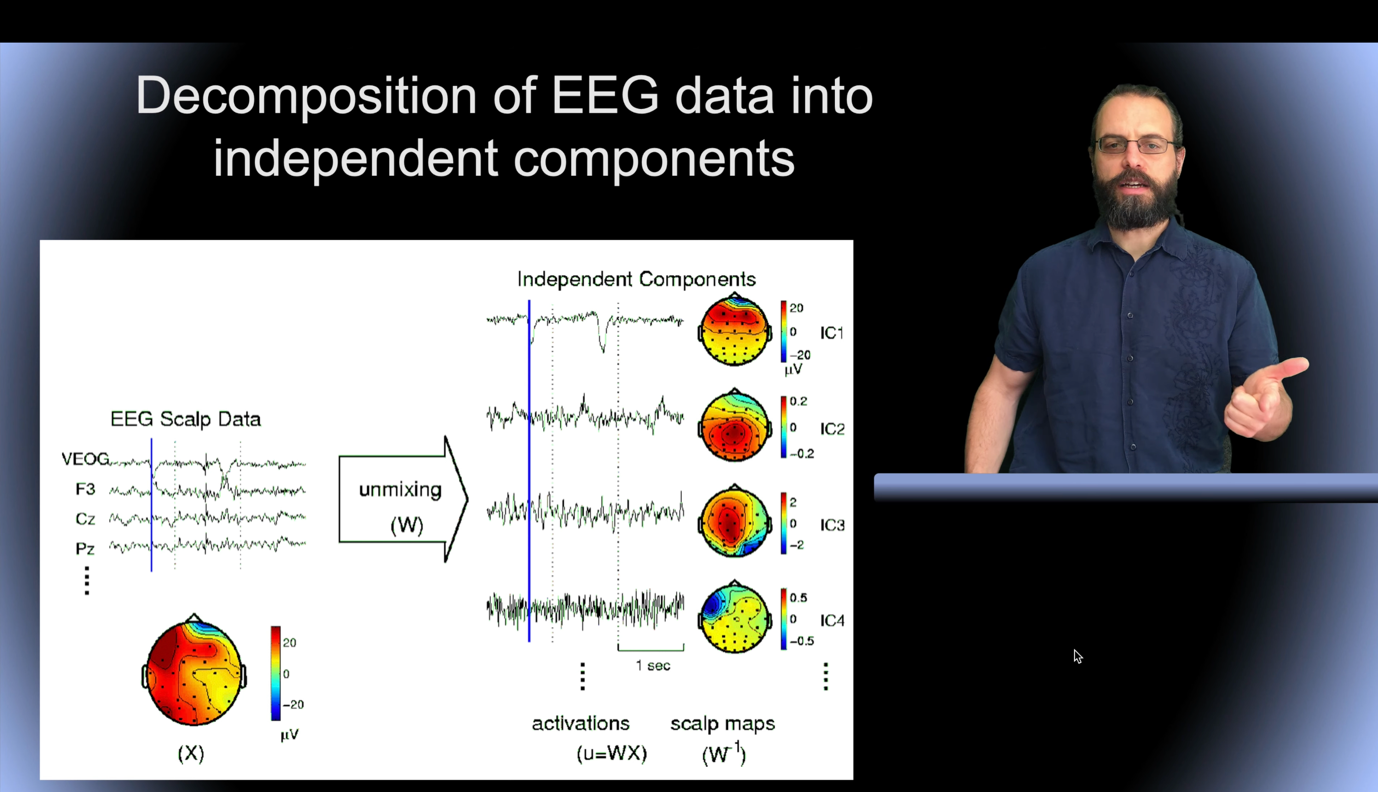 Decomposition of EEG data into
independent components
EEG Scalp Data
VEOG
F3
Cz
Pz
20
0
−20
μV
(X)
unmixing
(W)
Independent Components
20
0
−20
μV
IC1
0.2
0
−0.2
IC2
2
0
−2
IC3
0.5
0
−0.5
IC4
1 sec
activations
(u=WX)
scalp maps
(W⁻¹)